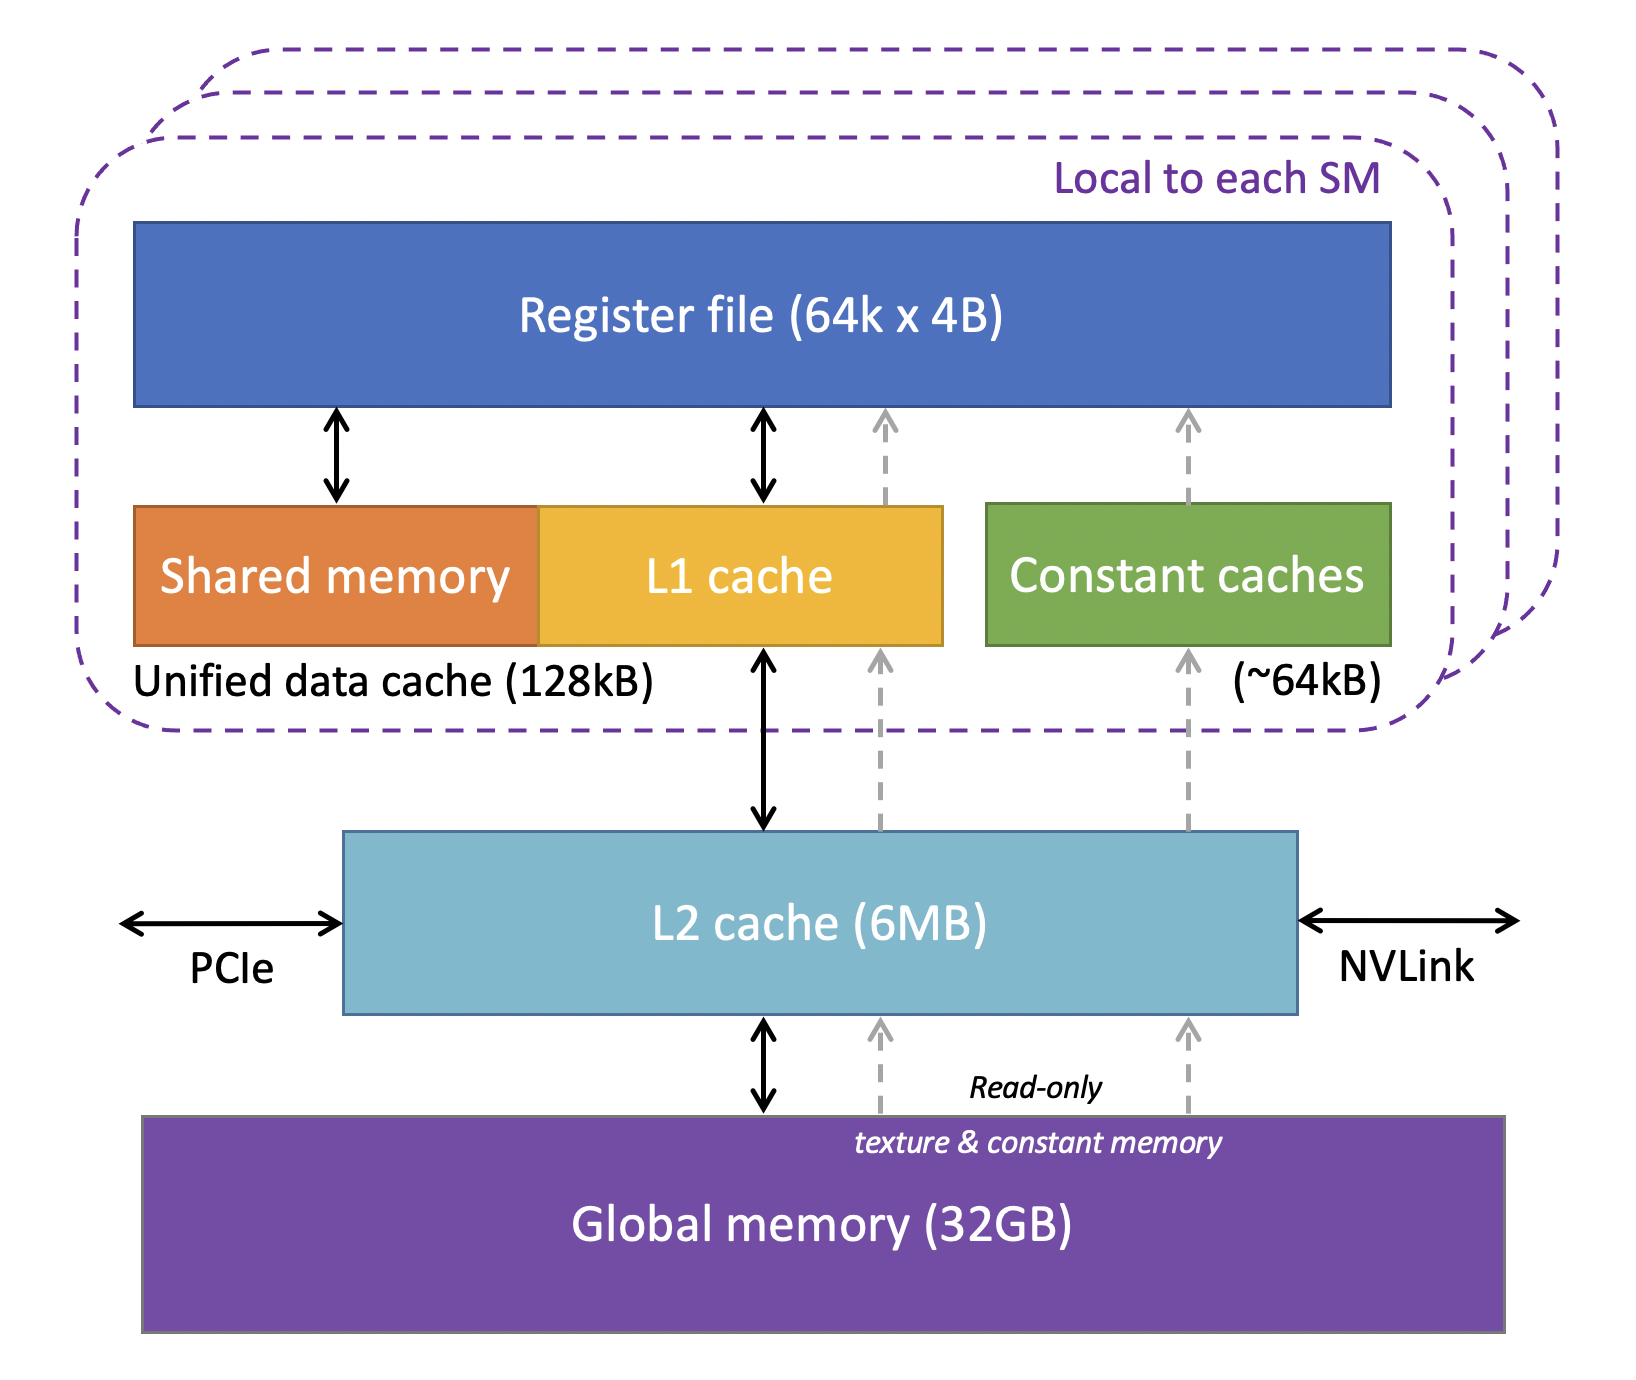 Local to each SM
Register file (64k x 4B)
Shared memory
L1 cache
Constant caches
Unified data cache (128kB)
(~64kB)
L2 cache (6MB)
PCIe
NVLink
Read-only
texture & constant memory
Global memory (32GB)